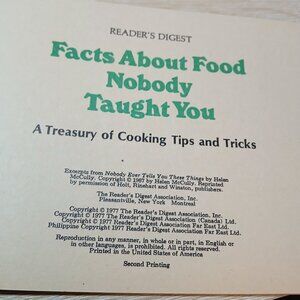 READER'S DIGEST
Facts About Food
Nobody
Taught You
A Treasury of Cooking Tips and Tricks
Excerpts from Nobody Ever Tells You These Things by Helen
McCully. Copyright © 1967 by Helen McCully. Reprinted
by permission of Holt, Rinehart and Winston, publishers.
The Reader's Digest Association, Inc.
Pleasantville, New York Montreal
Copyright © 1977 The Reader's Digest Association, Inc.
Copyright © 1977 The Reader's Digest Association (Canada) Ltd.
Copyright © 1977 Reader's Digest Association Far East Ltd.
Philippine Copyright 1977 Reader's Digest Association Far East Ltd.
Reproduction in any manner, in whole or in part, in English or
in other languages, is prohibited. All rights reserved.
Printed in the United States of America
Second Printing